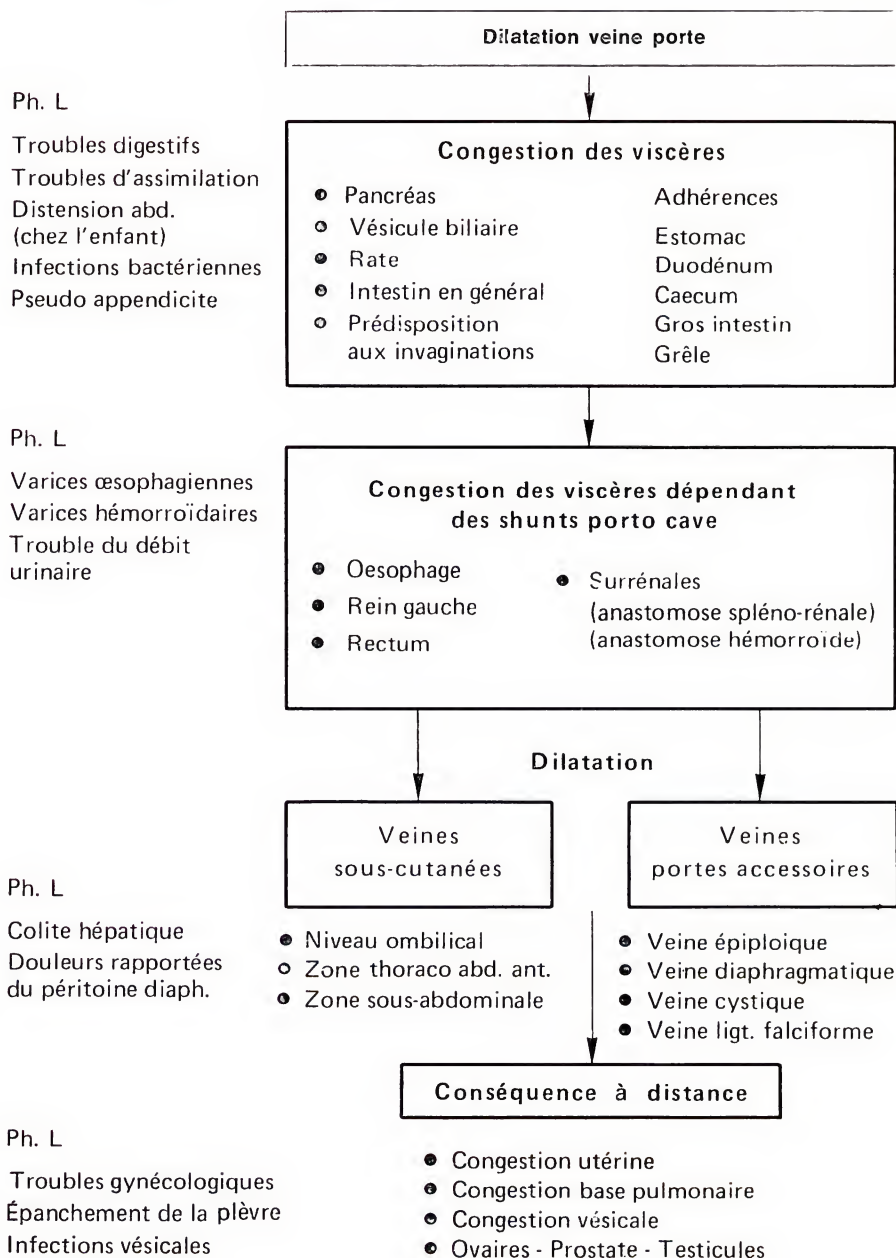 Dilatation veine porte
Ph. L
Troubles digestifs
Troubles d'assimilation
Distension abd.
(chez l'enfant)
Infections bactériennes
Pseudo appendicite
Congestion des viscères
Pancréas
Vésicule biliaire
Rate
Intestin en général
Prédisposition
aux invaginations
Adhérences
Estomac
Duodénum
Caecum
Gros intestin
Grêle
Ph. L
Varices œsophagiennes
Varices hémorroïdaires
Trouble du débit
urinaire
Congestion des viscères dépendant
des shunts porto cave
Oesophage
Rein gauche
Rectum
Surrénales
(anastomose spléno-rénale)
(anastomose hémorroïde)
Dilatation
Veines
sous-cutanées
Veines
portes accessoires
Ph. L
Colite hépatique
Douleurs rapportées
du péritoine diaph.
Niveau ombilical
Zone thoraco abd. ant.
Zone sous-abdominale
Veine épiploique
Veine diaphragmatique
Veine cystique
Veine ligt. falciforme
Conséquence à distance
Ph. L
Troubles gynécologiques
Épanchement de la plèvre
Infections vésicales
Congestion utérine
Congestion base pulmonaire
Congestion vésicale
Ovaires - Prostate - Testicules